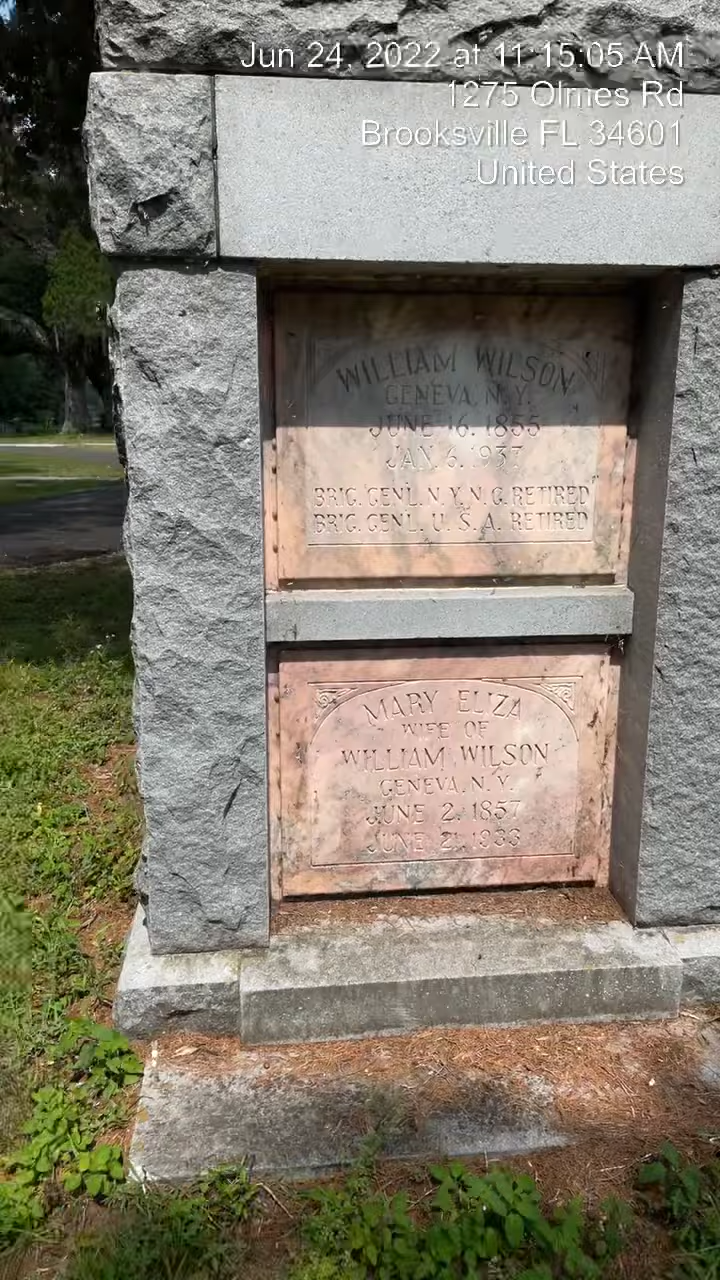 Jun 24, 2022 at 11:15:05 AM
1275 Olmes Rd
Brooksville FL 34601
United States
WILLIAM WILSON
GENEVA, N.Y.
JUNE 16, 1855
JAN. 6, 1937
BRIG. GENL. N. Y. N. G. RETIRED
BRIG. GENL. U. S. A. RETIRED
MARY ELIZA
WIFE OF
WILLIAM WILSON
GENEVA, N.Y.
JUNE 2, 1857
JUNE 21, 1933